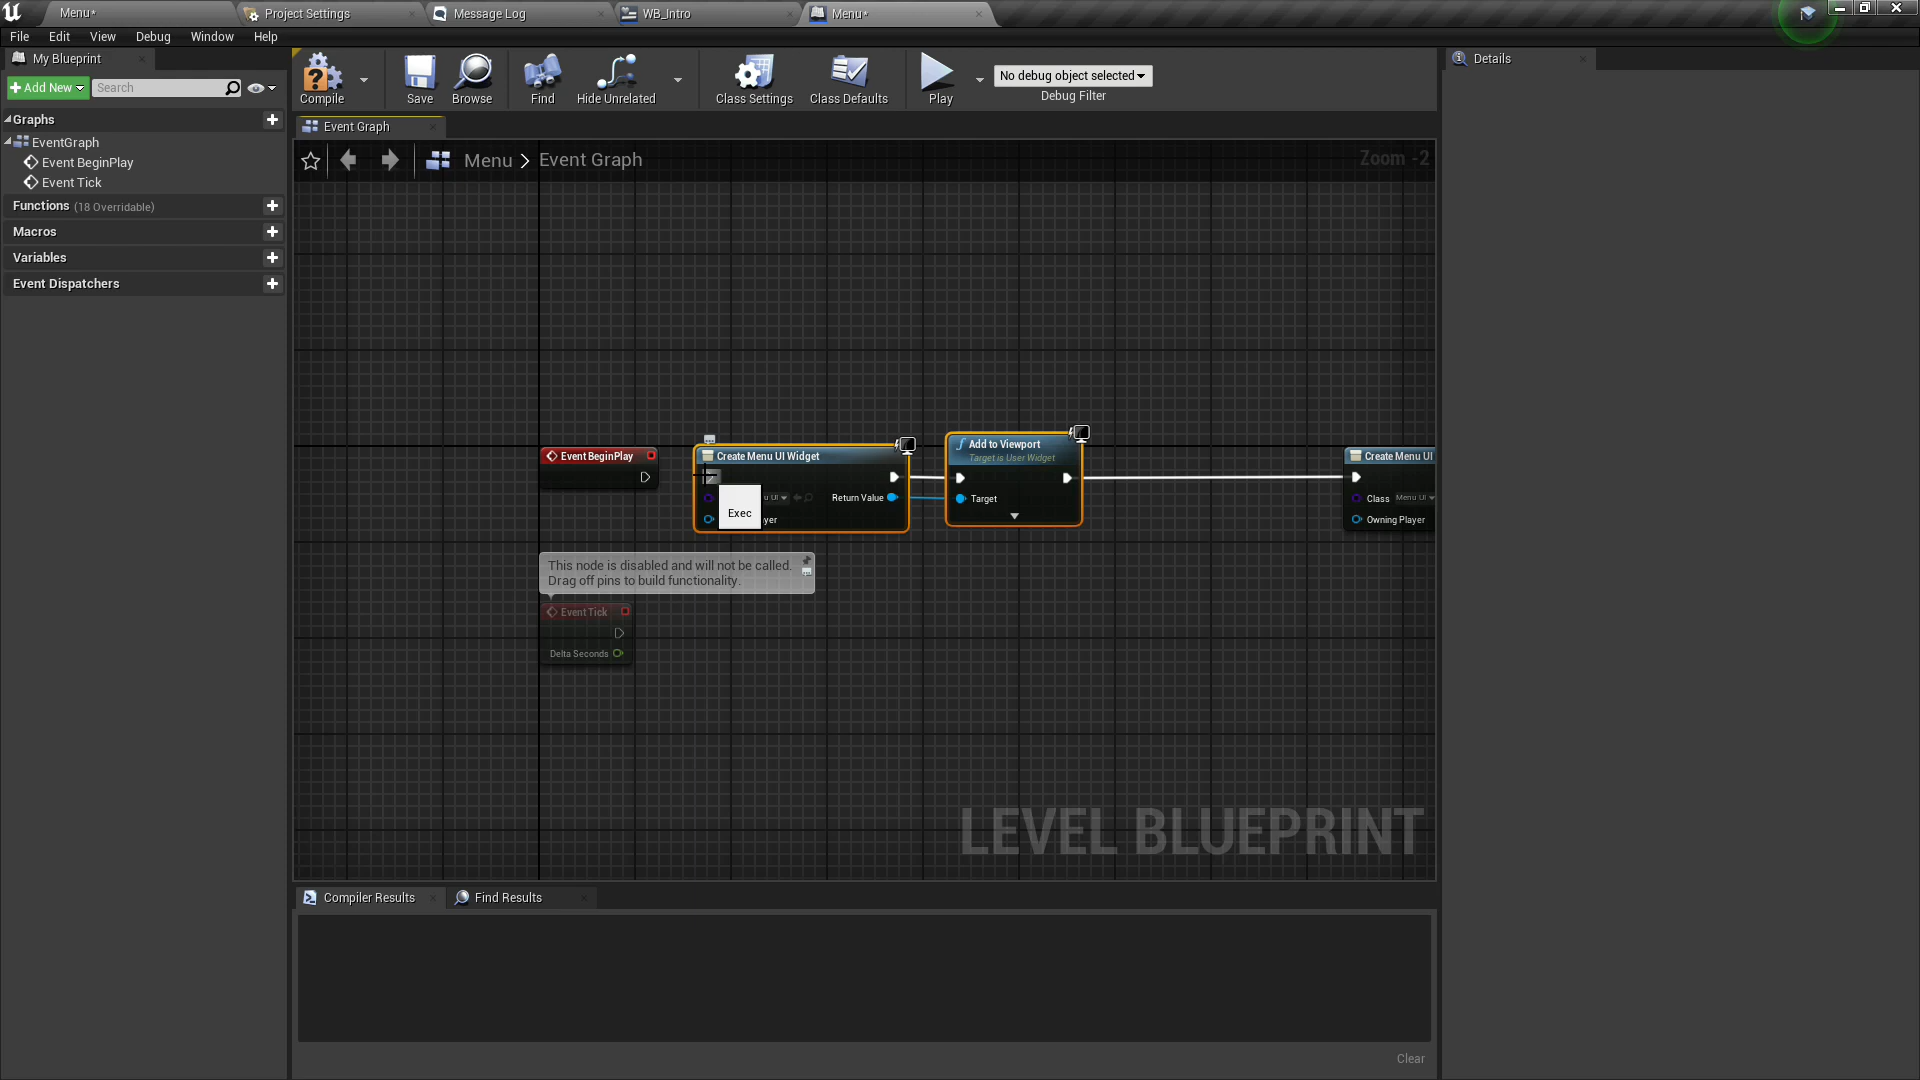 Menu*
Project Settings
Message Log
WB_Intro
Menu*
File Edit View Debug Window Help
My Blueprint
Add New
Search
Graphs
EventGraph
Event BeginPlay
Event Tick
Functions (18 Overridable)
Macros
Variables
Event Dispatchers
Compile
Save
Browse
Find
Hide Unrelated
Class Settings
Class Defaults
Play
No debug object selected
Debug Filter
Event Graph
Menu > Event Graph
Zoom -2
Event BeginPlay
Create Menu UI Widget
u UI
Return Value
yer
Exec
Add to Viewport
Target is User Widget
Target
Create Menu UI
Class Menu UI
Owning Player
This node is disabled and will not be called.
Drag off pins to build functionality.
Event Tick
Delta Seconds
LEVEL BLUEPRINT
Compiler Results
Find Results
Clear
Details